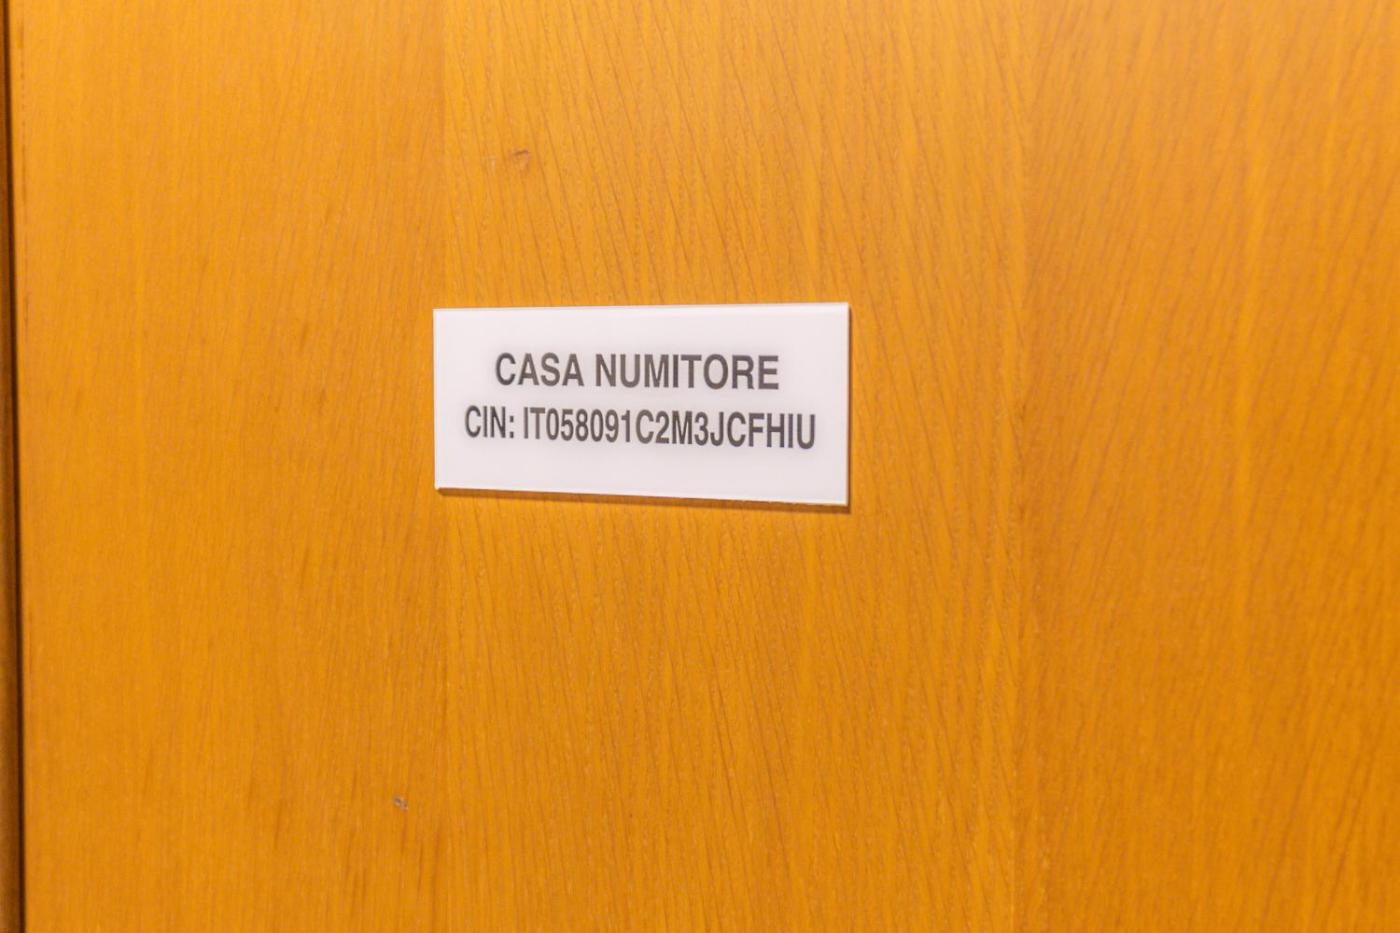 CASA NUMITORE
CIN: IT058091C2M3JCFHIU